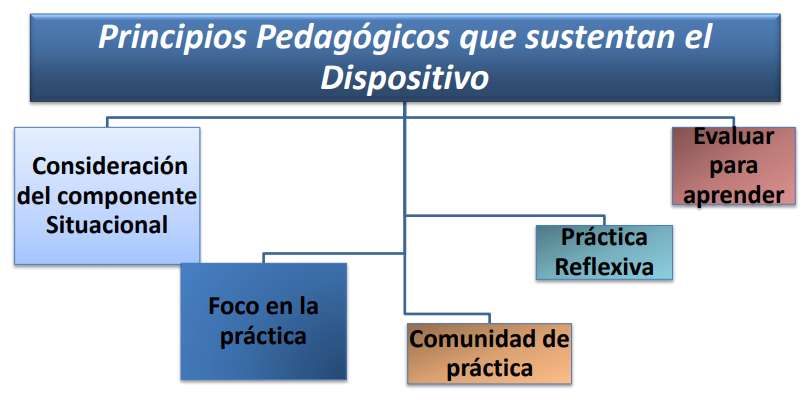 Principios Pedagógicos que sustentan el
Dispositivo
Consideración
del componente
Situacional
Evaluar
para
aprender
Práctica
Reflexiva
Foco en la
práctica
Comunidad de
práctica